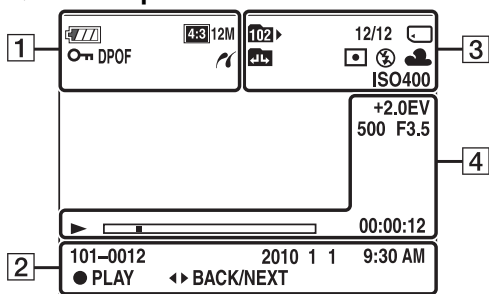 1
4:3 12M
DPOF
102 12/12
ISO400
3
+2.0EV
500 F3.5
4
00:00:12
2
101–0012 2010 1 1 9:30 AM
● PLAY ◂▸ BACK/NEXT